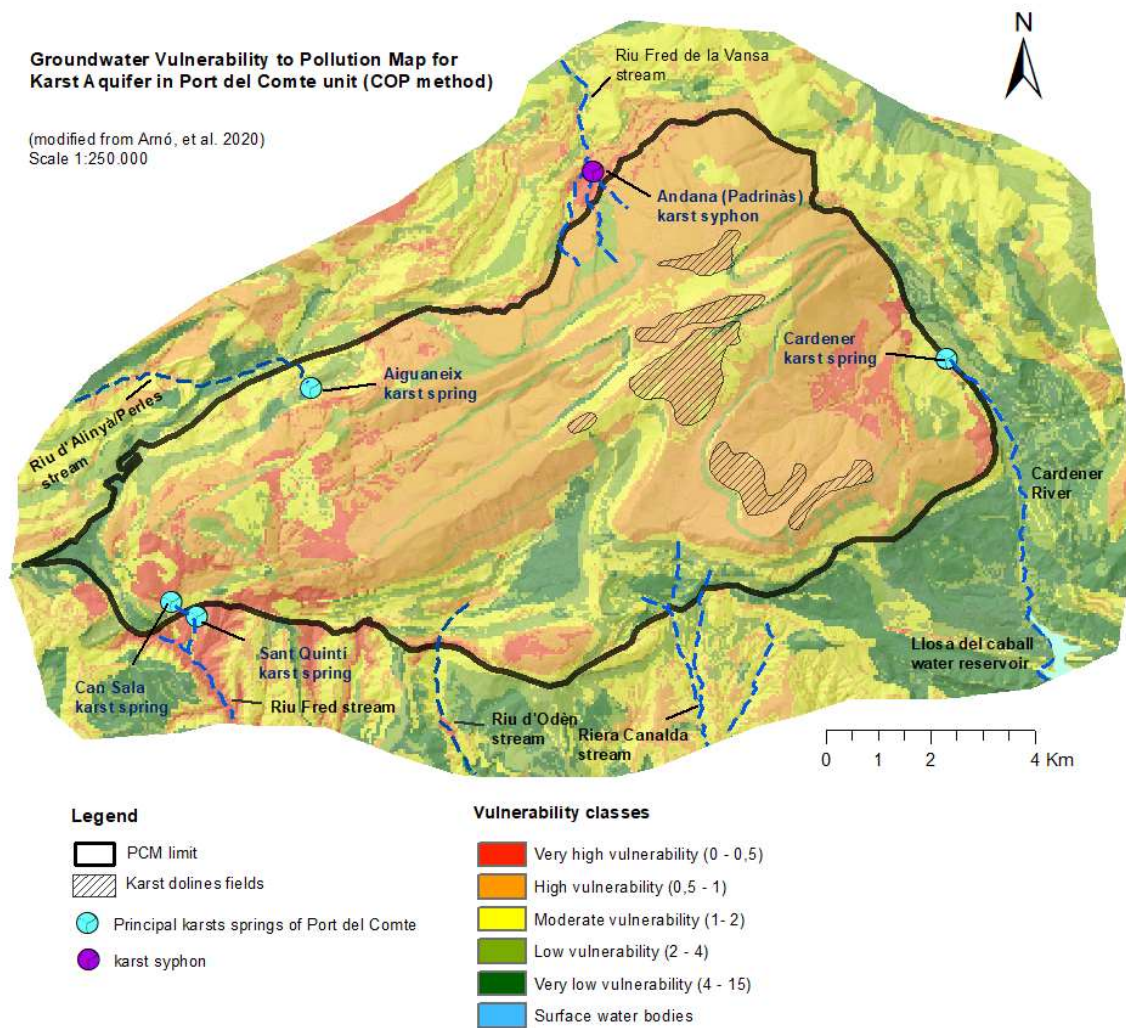 Groundwater Vulnerability to Pollution Map for
Karst Aquifer in Port del Comte unit (COP method)
(modified from Arnó, et al. 2020)
Scale 1:250.000
Riu Fred de la Vansa
stream
N
Andana (Padrinàs)
karst syphon
Cardener
karst spring
Aiguaneix
karst spring
Riu d'Alinyà/Perles
stream
Cardener
River
Sant Quintí
karst spring
Can Sala
karst spring
Riu Fred stream
Riu d'Odèn
stream
Riera Canalda
stream
Llosa del caball
water reservoir
0 1 2 4 Km
Legend
PCM limit
Karst dolines fields
Principal karsts springs of Port del Comte
karst syphon
Vulnerability classes
Very high vulnerability (0 - 0,5)
High vulnerability (0,5 - 1)
Moderate vulnerability (1- 2)
Low vulnerability (2 - 4)
Very low vulnerability (4 - 15)
Surface water bodies